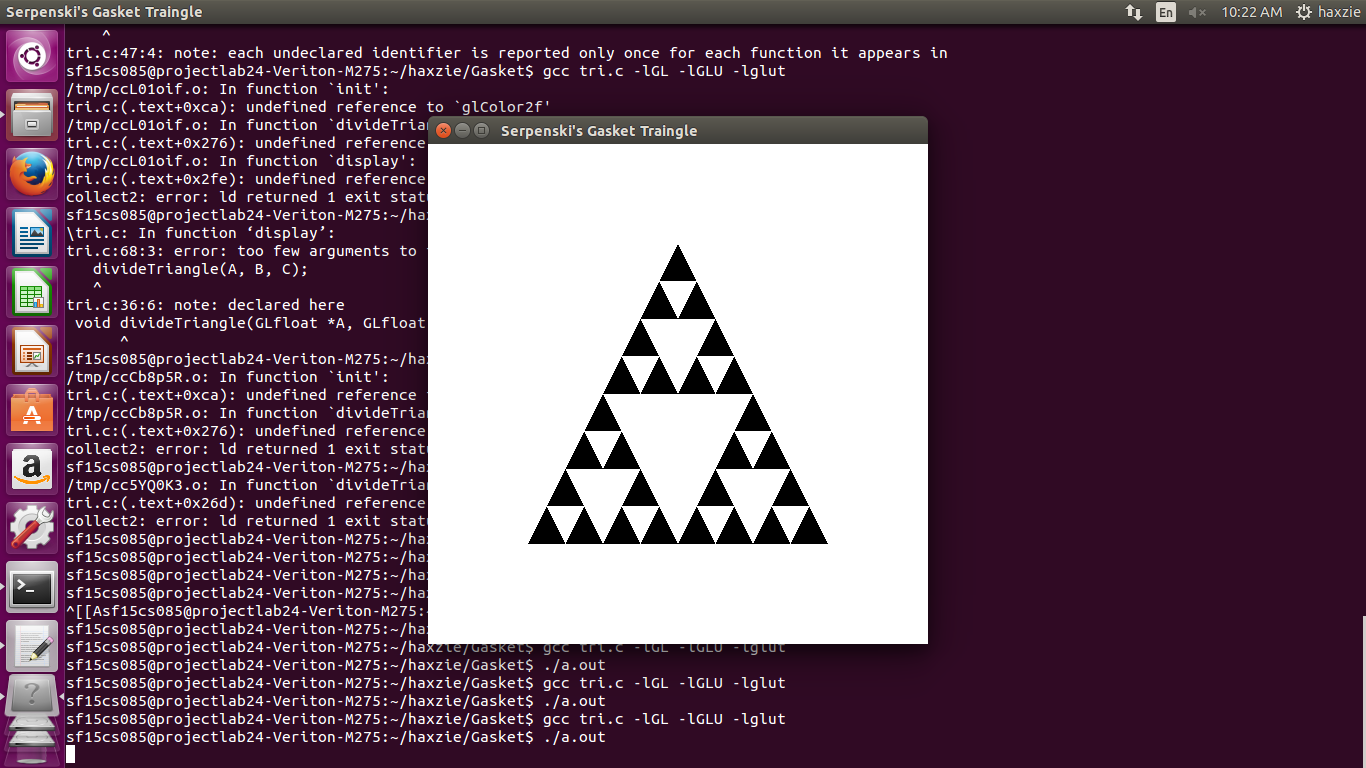 Serpenski's Gasket Traingle
En
10:22 AM
haxzie
^
tri.c:47:4: note: each undeclared identifier is reported only once for each function it appears in
sf15cs085@projectlab24-Veriton-M275:~/haxzie/Gasket$ gcc tri.c -lGL -lGLU -lglut
/tmp/ccL01oif.o: In function `init':
tri.c:(.text+0xca): undefined reference to `glColor2f'
/tmp/ccL01oif.o: In function `divideTrian
tri.c:(.text+0x276): undefined reference
/tmp/ccL01oif.o: In function `display':
tri.c:(.text+0x2fe): undefined reference
collect2: error: ld returned 1 exit statu
sf15cs085@projectlab24-Veriton-M275:~/hax
\tri.c: In function ‘display’:
tri.c:68:3: error: too few arguments to
divideTriangle(A, B, C);
^
tri.c:36:6: note: declared here
void divideTriangle(GLfloat *A, GLfloat
^
sf15cs085@projectlab24-Veriton-M275:~/hax
/tmp/ccCb8p5R.o: In function `init':
tri.c:(.text+0xca): undefined reference
/tmp/ccCb8p5R.o: In function `divideTrian
tri.c:(.text+0x276): undefined reference
collect2: error: ld returned 1 exit statu
sf15cs085@projectlab24-Veriton-M275:~/hax
/tmp/cc5YQ0K3.o: In function `divideTrian
tri.c:(.text+0x26d): undefined reference
collect2: error: ld returned 1 exit statu
sf15cs085@projectlab24-Veriton-M275:~/hax
sf15cs085@projectlab24-Veriton-M275:~/hax
sf15cs085@projectlab24-Veriton-M275:~/hax
sf15cs085@projectlab24-Veriton-M275:~/hax
^[[Asf15cs085@projectlab24-Veriton-M275:
sf15cs085@projectlab24-Veriton-M275:~/hax
sf15cs085@projectlab24-Veriton-M275:~/haxzie/Gasket$ gcc tri.c -lGL -lGLU -lglut
sf15cs085@projectlab24-Veriton-M275:~/haxzie/Gasket$ ./a.out
sf15cs085@projectlab24-Veriton-M275:~/haxzie/Gasket$ gcc tri.c -lGL -lGLU -lglut
sf15cs085@projectlab24-Veriton-M275:~/haxzie/Gasket$ ./a.out
sf15cs085@projectlab24-Veriton-M275:~/haxzie/Gasket$ gcc tri.c -lGL -lGLU -lglut
sf15cs085@projectlab24-Veriton-M275:~/haxzie/Gasket$ ./a.out
Serpenski's Gasket Traingle